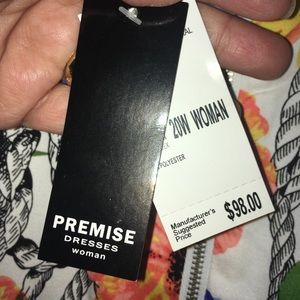 PREMISE
DRESSES
woman
20W WOMAN
POLYESTER
Manufacturer's
Suggested
Price
$98.00